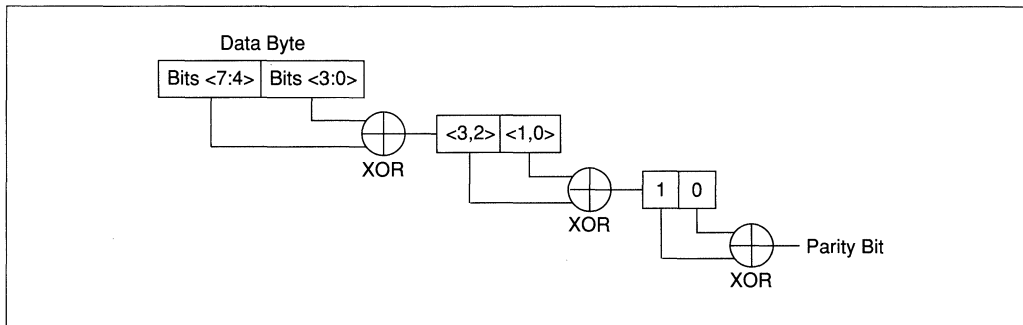 Data Byte
Bits <7:4> Bits <3:0>
XOR
<3,2> <1,0>
XOR
1 0
Parity Bit
XOR